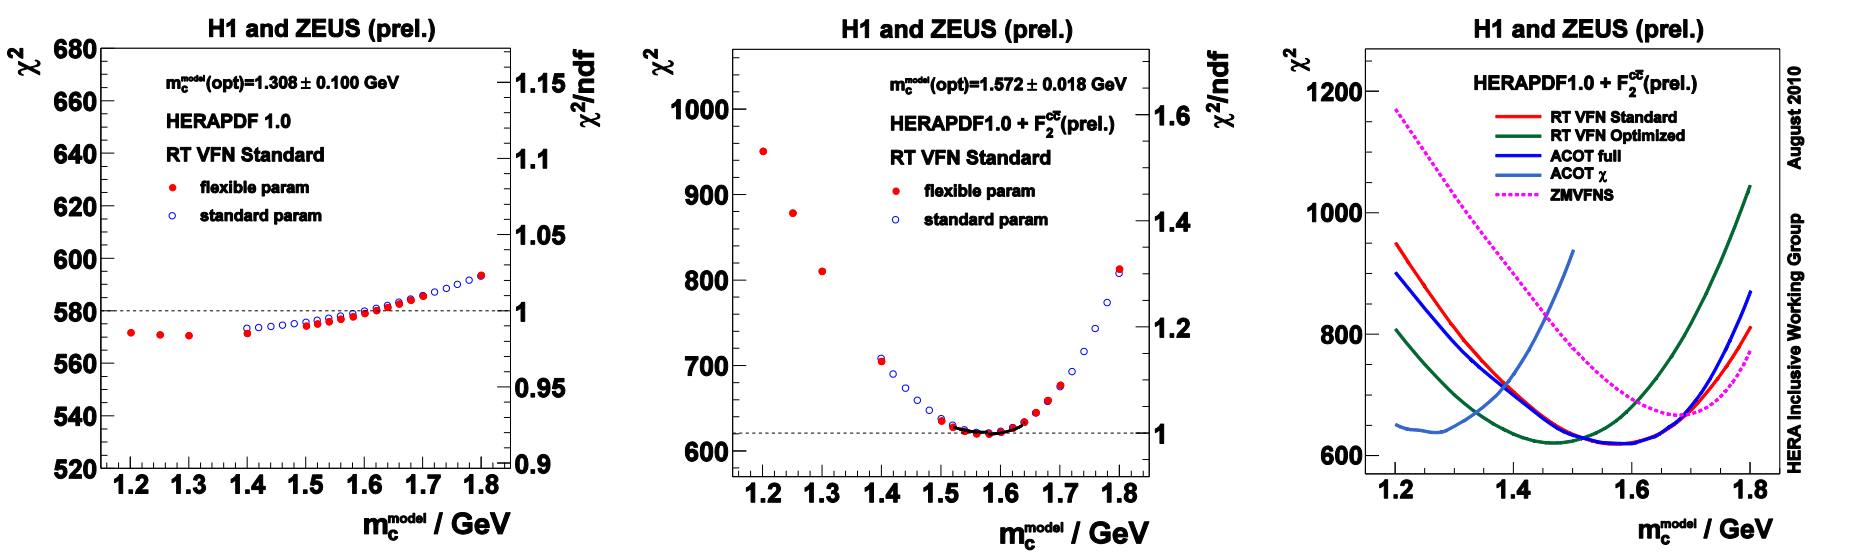 H1 and ZEUS (prel.)
χ²
680
660
640
620
600
580
560
540
520
m_c^model(opt)=1.308 ± 0.100 GeV
HERAPDF 1.0
RT VFN Standard
flexible param
standard param
1.15
1.1
1.05
1
0.95
0.9
χ²/ndf
1.2 1.3 1.4 1.5 1.6 1.7 1.8
m_c^model / GeV
H1 and ZEUS (prel.)
χ²
1000
900
800
700
600
m_c^model(opt)=1.572 ± 0.018 GeV
HERAPDF1.0 + F_2^cc̅(prel.)
RT VFN Standard
flexible param
standard param
1.6
1.4
1.2
1
χ²/ndf
1.2 1.3 1.4 1.5 1.6 1.7 1.8
m_c^model / GeV
H1 and ZEUS (prel.)
χ²
1200
1000
800
600
HERAPDF1.0 + F_2^cc̅(prel.)
RT VFN Standard
RT VFN Optimized
ACOT full
ACOT χ
ZMVFNS
1.2 1.4 1.6 1.8
m_c^model / GeV
HERA Inclusive Working Group August 2010